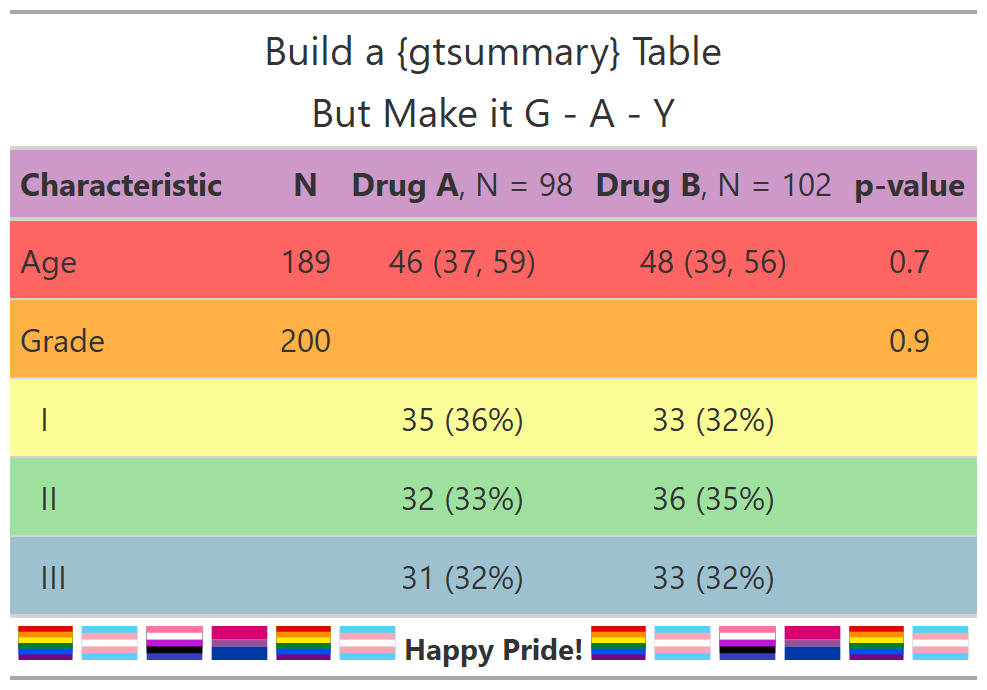 Build a {gtsummary} Table
But Make it G - A - Y
Characteristic N Drug A, N = 98 Drug B, N = 102 p-value
Age 189 46 (37, 59) 48 (39, 56) 0.7
Grade 200 0.9
I 35 (36%) 33 (32%)
II 32 (33%) 36 (35%)
III 31 (32%) 33 (32%)
Happy Pride!